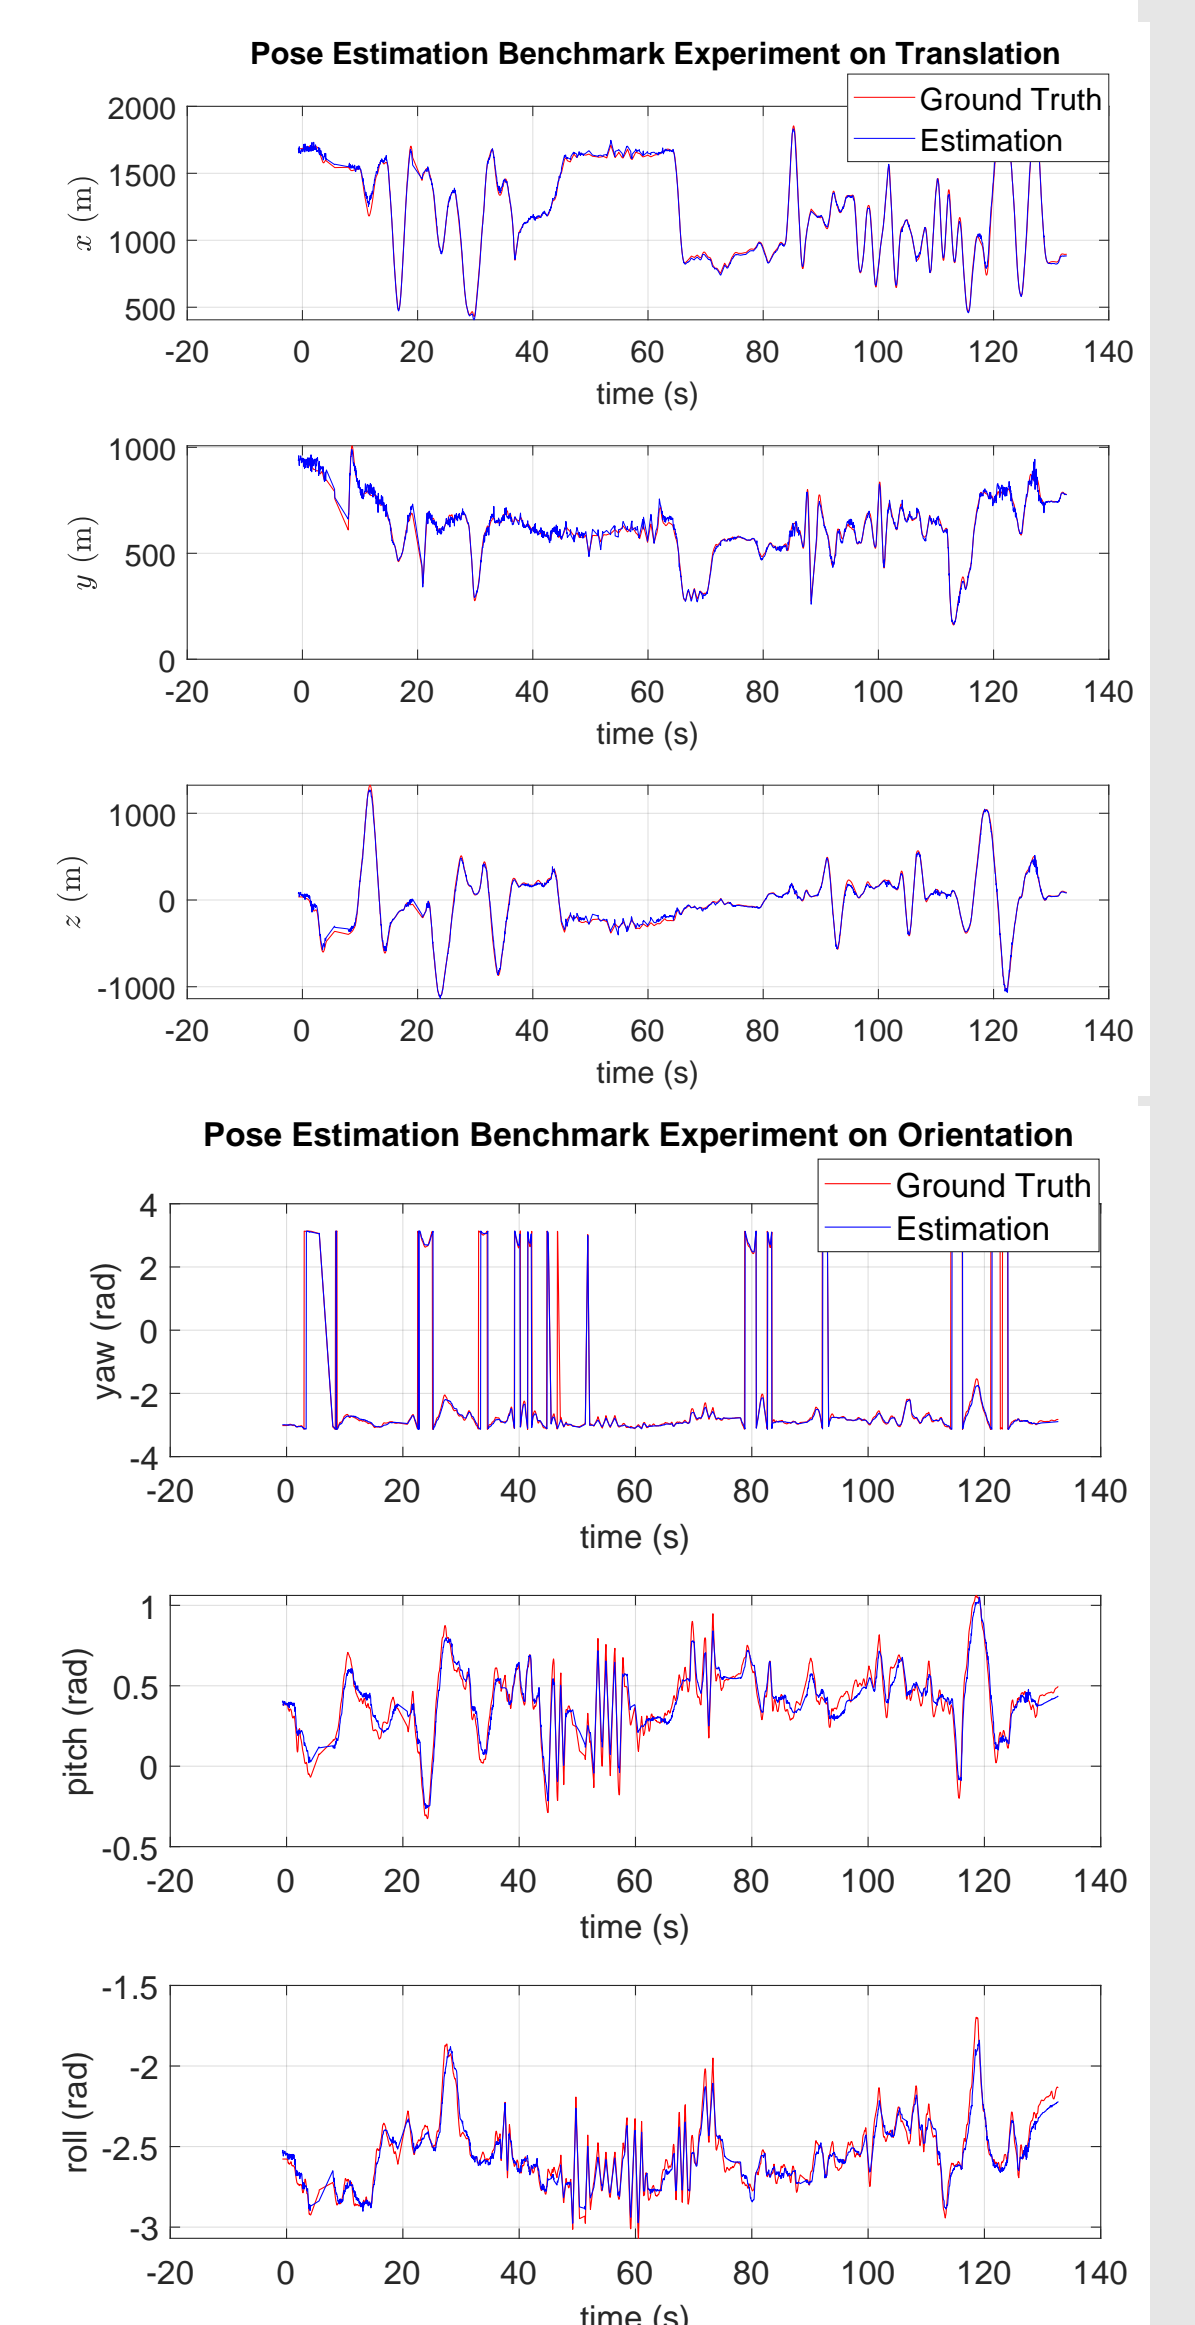 Pose Estimation Benchmark Experiment on Translation
Ground Truth
Estimation
2000
1500
1000
500
x (m)
-20 0 20 40 60 80 100 120 140
time (s)
1000
500
0
y (m)
-20 0 20 40 60 80 100 120 140
time (s)
1000
0
-1000
z (m)
-20 0 20 40 60 80 100 120 140
time (s)
Pose Estimation Benchmark Experiment on Orientation
Ground Truth
Estimation
4
2
0
-2
-4
yaw (rad)
-20 0 20 40 60 80 100 120 140
time (s)
1
0.5
0
-0.5
pitch (rad)
-20 0 20 40 60 80 100 120 140
time (s)
-1.5
-2
-2.5
-3
roll (rad)
-20 0 20 40 60 80 100 120 140
time (s)